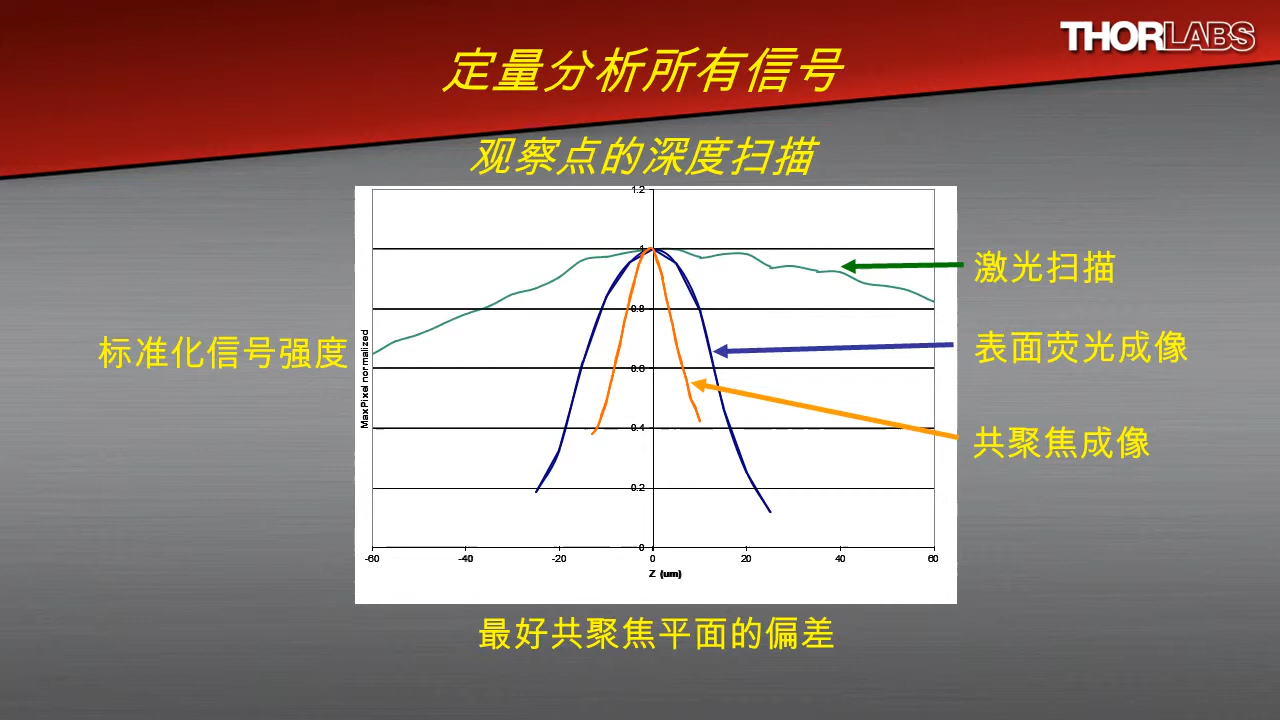 THORLABS
定量分析所有信号
观察点的深度扫描
1.2
1
0.8
0.6
0.4
0.2
0
-60 -40 -20 0 20 40 60
Z (um)
MaxPixel normalized
标准化信号强度
激光扫描
表面荧光成像
共聚焦成像
最好共聚焦平面的偏差